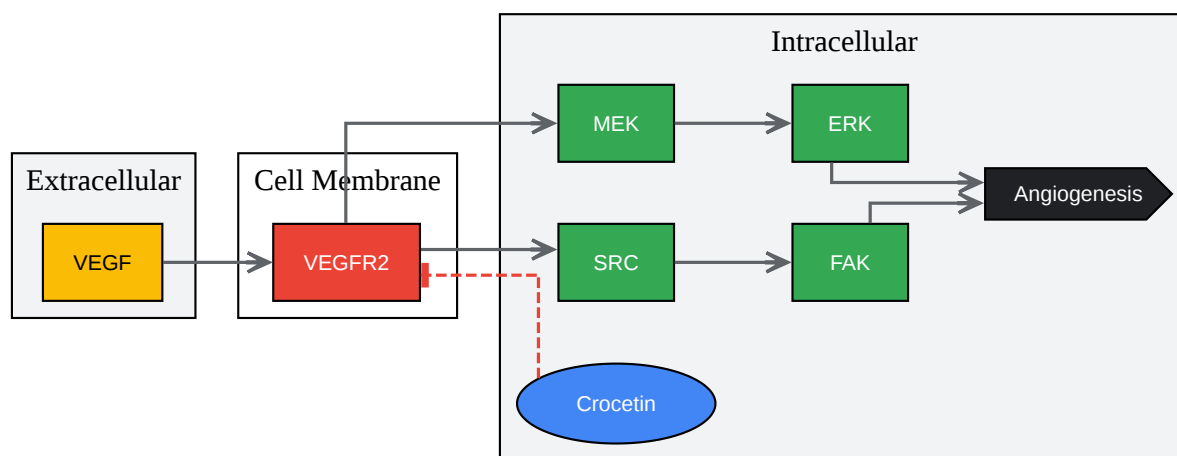 Intracellular
MEK
ERK
Extracellular
Cell Membrane
Angiogenesis
VEGF
VEGFR2
SRC
FAK
Crocetin